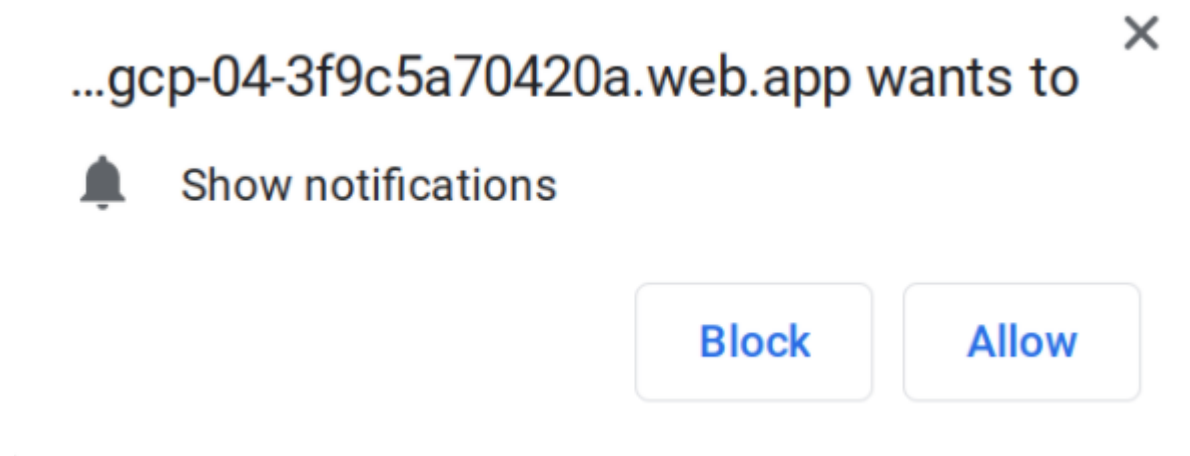 ...gcp-04-3f9c5a70420a.web.app wants to
Show notifications
Block
Allow